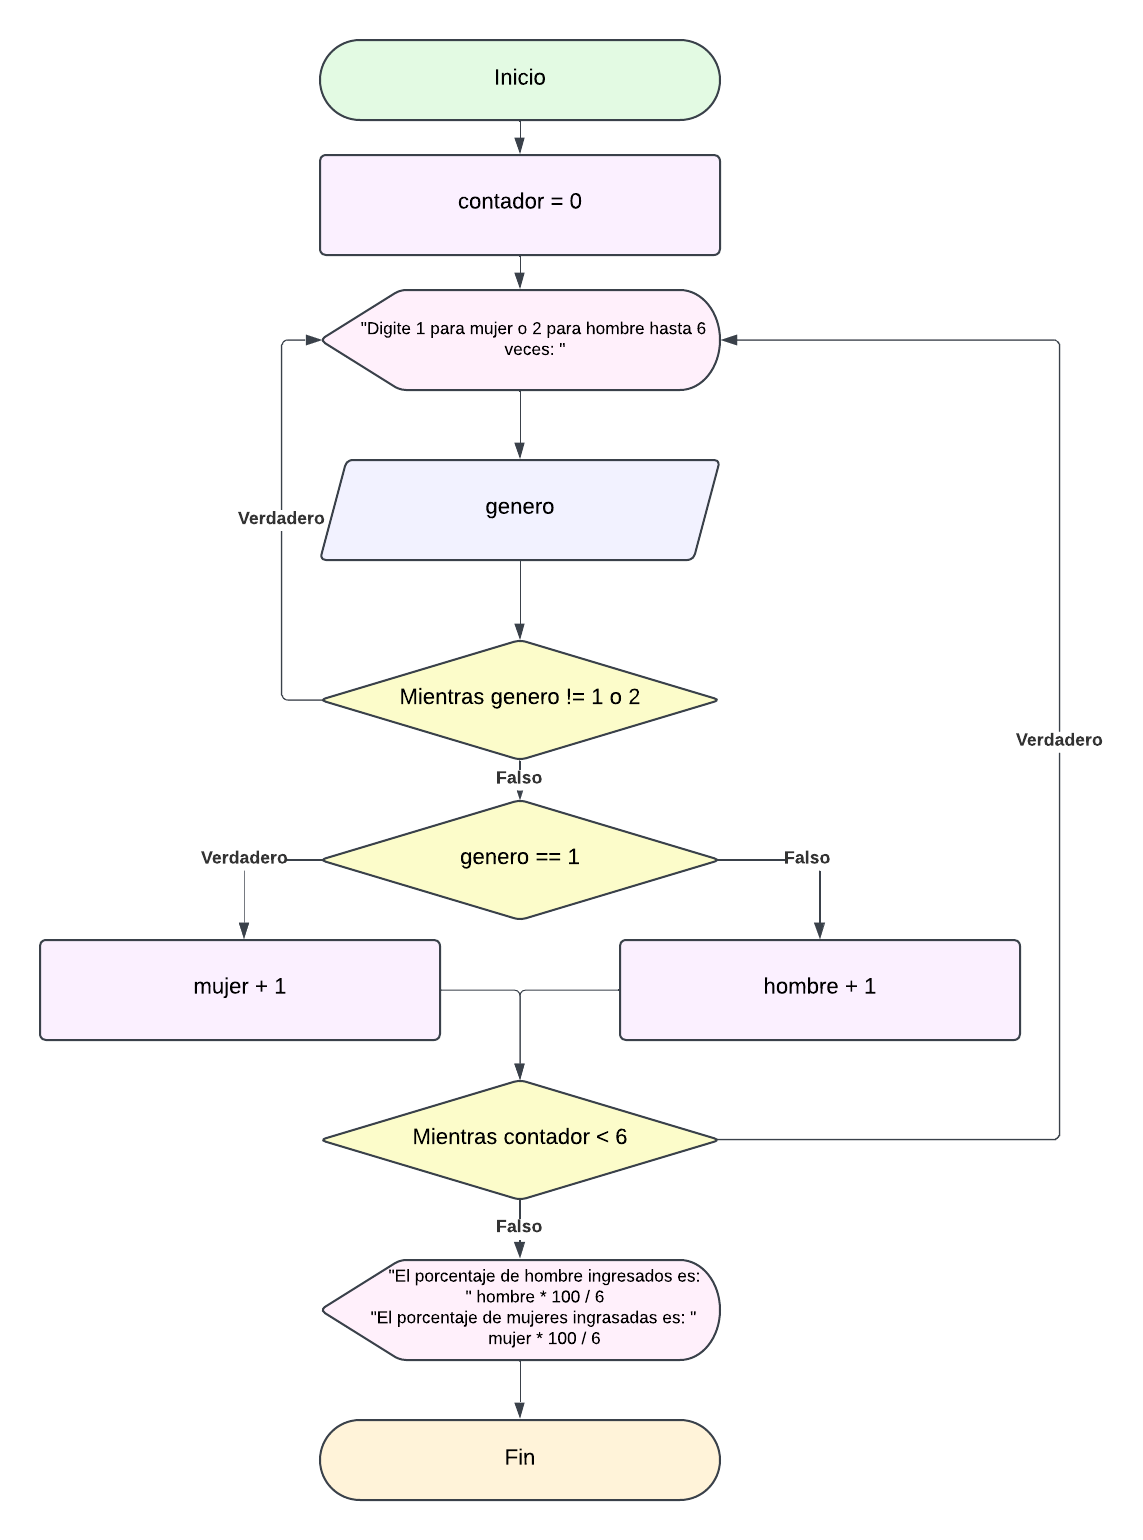 Inicio
contador = 0
"Digite 1 para mujer o 2 para hombre hasta 6
veces: "
genero
Verdadero
Mientras genero != 1 o 2
Verdadero
Falso
genero == 1
Verdadero
Falso
mujer + 1
hombre + 1
Mientras contador < 6
Falso
"El porcentaje de hombre ingresados es:
" hombre * 100 / 6
"El porcentaje de mujeres ingrasadas es: "
mujer * 100 / 6
Fin